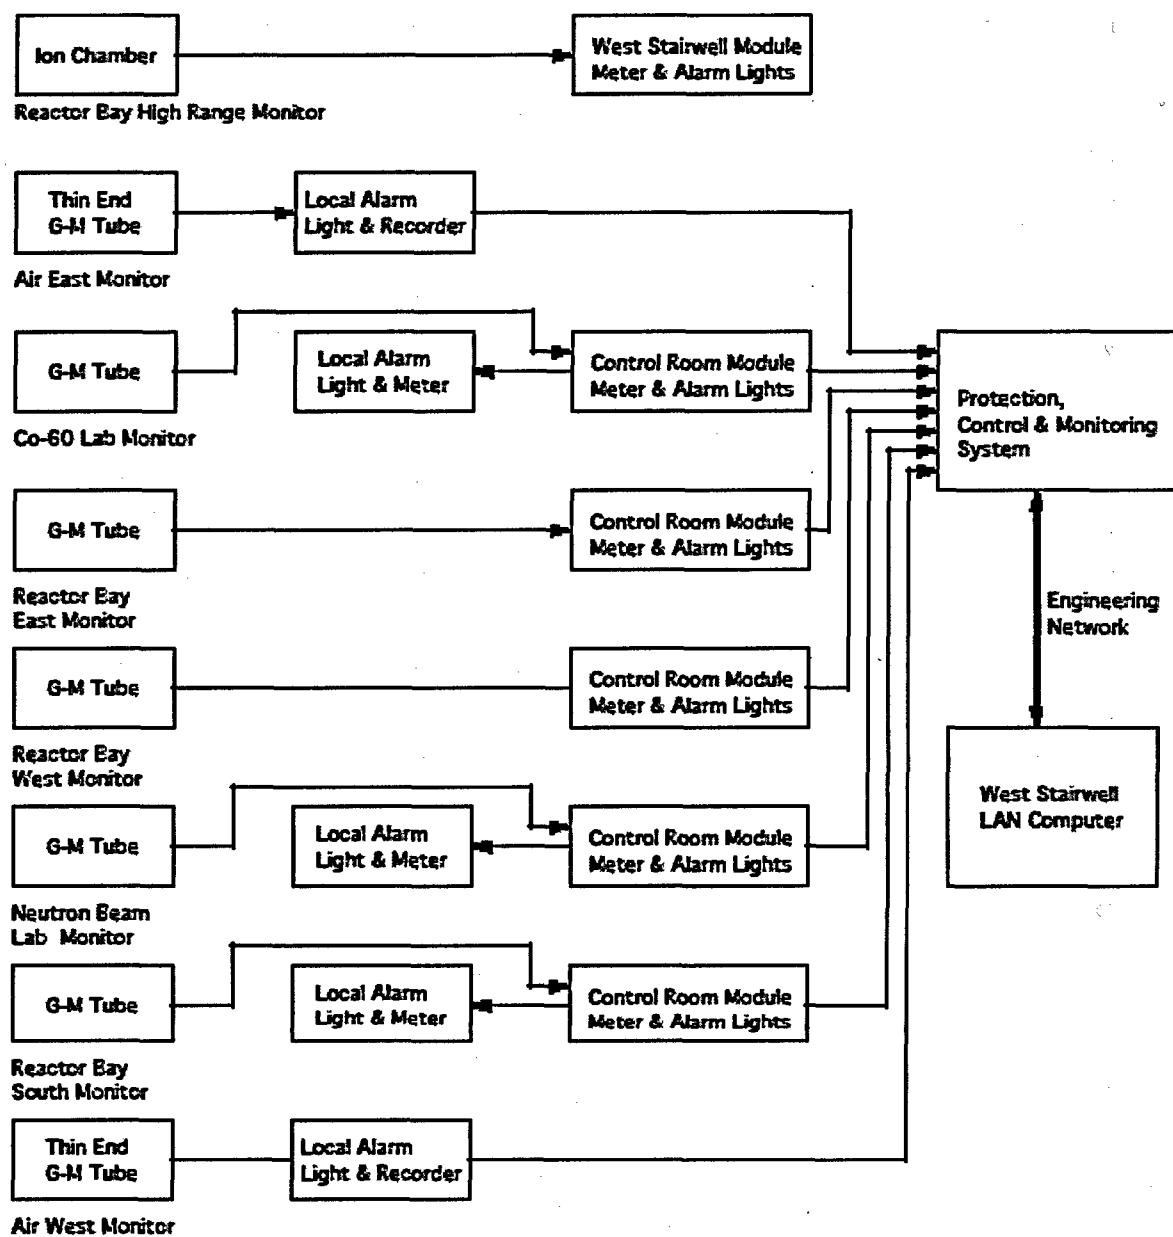 Ion Chamber
West Stairwell Module
Meter & Alarm Lights
Reactor Bay High Range Monitor
Thin End
G-M Tube
Local Alarm
Light & Recorder
Air East Monitor
G-M Tube
Local Alarm
Light & Meter
Control Room Module
Meter & Alarm Lights
Co-60 Lab Monitor
Protection,
Control & Monitoring
System
G-M Tube
Control Room Module
Meter & Alarm Lights
Reactor Bay
East Monitor
Engineering
Network
G-M Tube
Control Room Module
Meter & Alarm Lights
Reactor Bay
West Monitor
West Stairwell
LAN Computer
G-M Tube
Local Alarm
Light & Meter
Control Room Module
Meter & Alarm Lights
Neutron Beam
Lab Monitor
G-M Tube
Local Alarm
Light & Meter
Control Room Module
Meter & Alarm Lights
Reactor Bay
South Monitor
Thin End
G-M Tube
Local Alarm
Light & Recorder
Air West Monitor